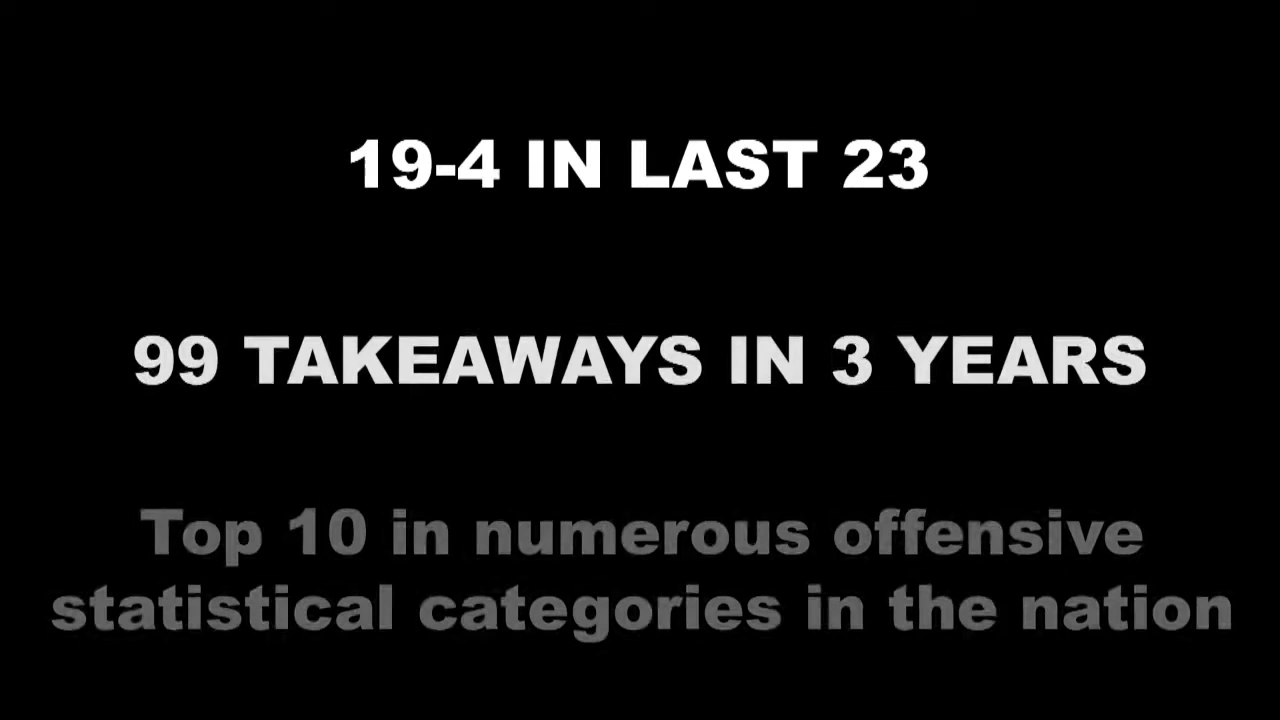 19-4 IN LAST 23
99 TAKEAWAYS IN 3 YEARS
Top 10 in numerous offensive
statistical categories in the nation